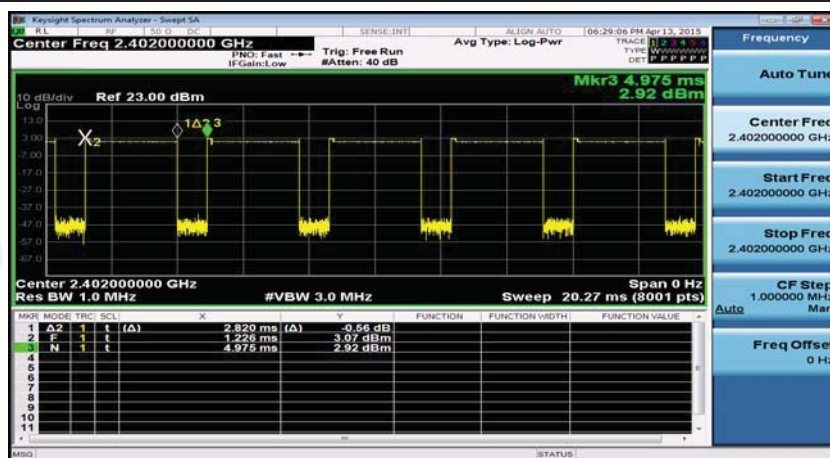 Keysight Spectrum Analyzer - Swept SA
RL RF 50 Ω DC SENSE:INT ALIGN AUTO 06:29:06 PM Apr 13, 2015
Center Freq 2.402000000 GHz
PNO: Fast
IFGain:Low
Trig: Free Run
#Atten: 40 dB
Avg Type: Log-Pwr
TRACE 1 2 3 4 5 6
TYPE WWWWWW
DET P P P P P P
Mkr3 4.975 ms
2.92 dBm
10 dB/div Ref 23.00 dBm
Log
13.0
3.00
-7.00
-17.0
-27.0
-37.0
-47.0
-57.0
-67.0
2
1Δ2 3
Center 2.402000000 GHz Span 0 Hz
Res BW 1.0 MHz #VBW 3.0 MHz Sweep 20.27 ms (8001 pts)
MKR MODE TRC SCL X Y FUNCTION FUNCTION WIDTH FUNCTION VALUE
1 Δ2 1 t (Δ) 2.820 ms (Δ) -0.56 dB
2 F 1 t 1.226 ms 3.07 dBm
3 N 1 t 4.975 ms 2.92 dBm
4
5
6
7
8
9
10
11
MSG STATUS
Frequency
Auto Tune
Center Freq
2.402000000 GHz
Start Freq
2.402000000 GHz
Stop Freq
2.402000000 GHz
CF Step
1.000000 MHz
Auto Man
Freq Offset
0 Hz